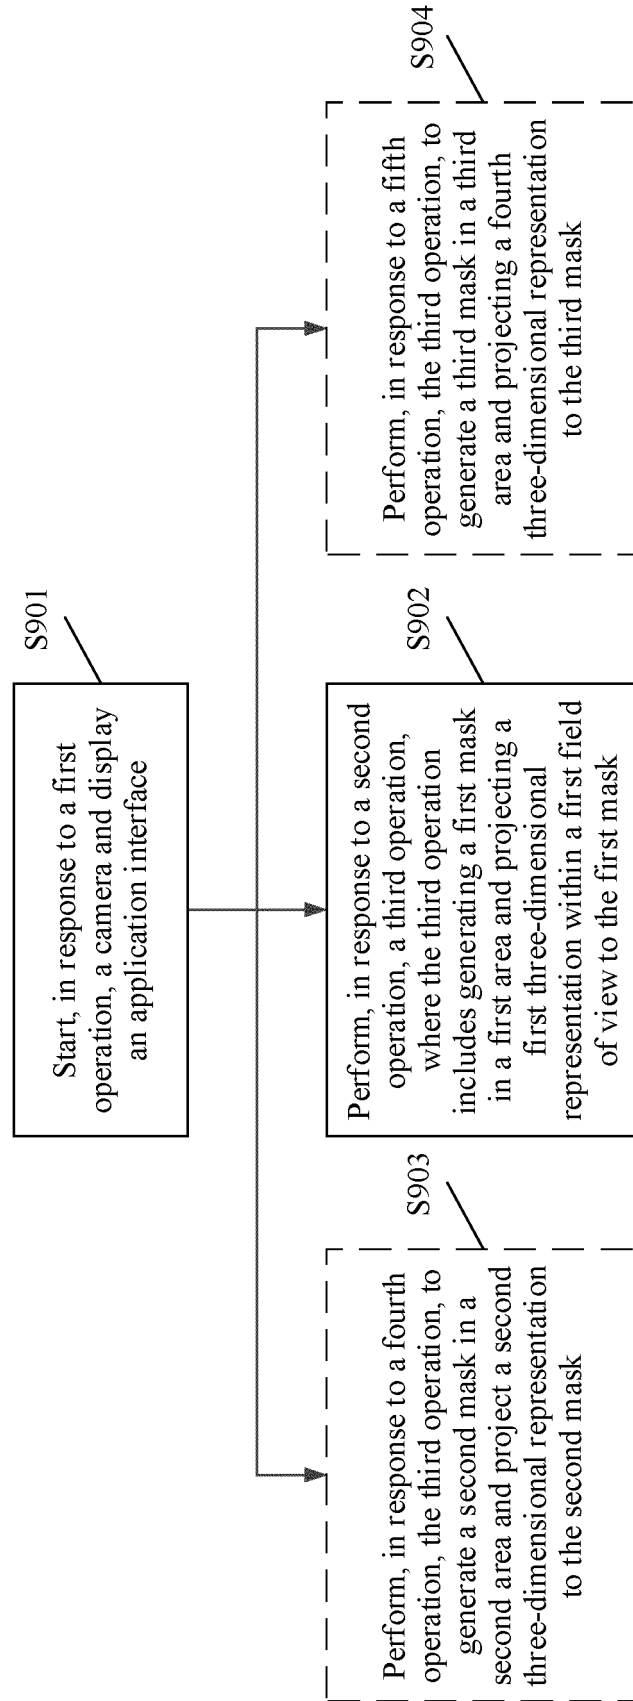 S901
Start, in response to a first
operation, a camera and display
an application interface
S903
Perform, in response to a fourth
operation, the third operation, to
generate a second mask in a
second area and project a second
three-dimensional representation
to the second mask
S902
Perform, in response to a second
operation, a third operation,
where the third operation
includes generating a first mask
in a first area and projecting a
first three-dimensional
representation within a first field
of view to the first mask
S904
Perform, in response to a fifth
operation, the third operation, to
generate a third mask in a third
area and projecting a fourth
three-dimensional representation
to the third mask